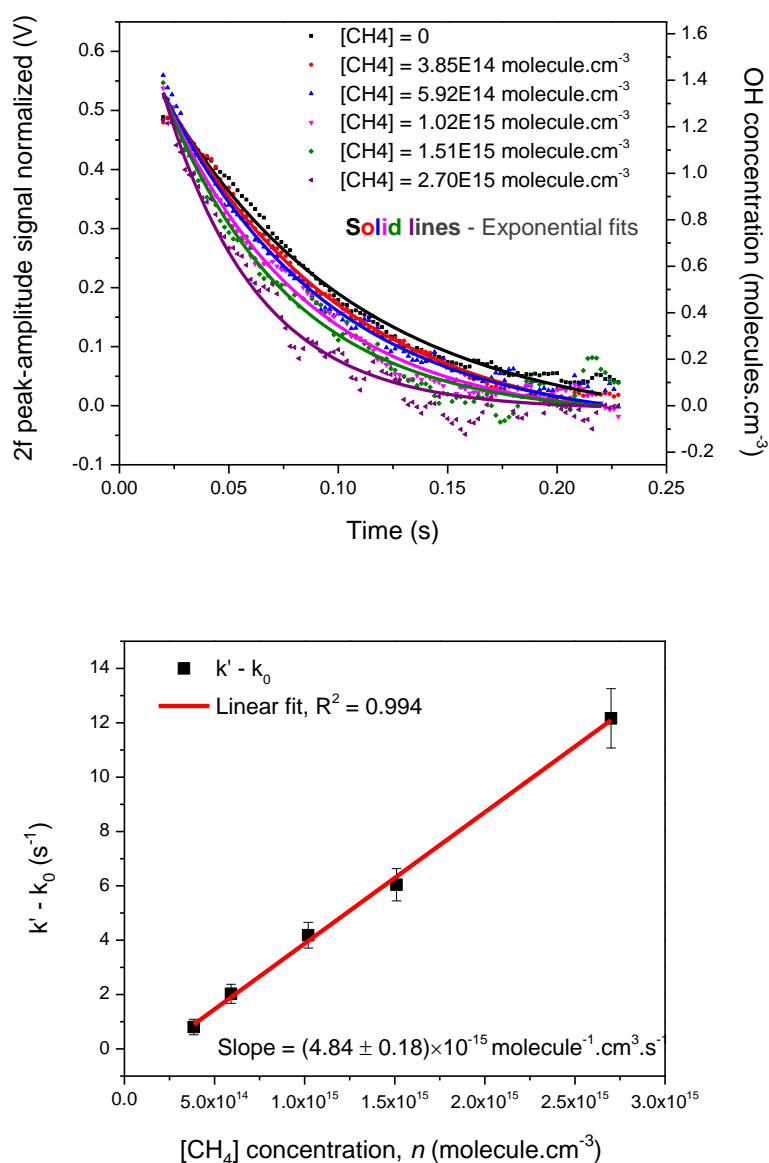 2f peak-amplitude signal normalized (V)
0.6
0.5
0.4
0.3
0.2
0.1
0.0
-0.1
[CH4] = 0
[CH4] = 3.85E14 molecule.cm⁻³
[CH4] = 5.92E14 molecule.cm⁻³
[CH4] = 1.02E15 molecule.cm⁻³
[CH4] = 1.51E15 molecule.cm⁻³
[CH4] = 2.70E15 molecule.cm⁻³
Solid lines - Exponential fits
1.6
1.4
1.2
1.0
0.8
0.6
0.4
0.2
0.0
-0.2
OH concentration (molecules.cm⁻³)
0.00 0.05 0.10 0.15 0.20 0.25
Time (s)
k' - k₀ (s⁻¹)
14
12
10
8
6
4
2
0
k' - k₀
Linear fit, R² = 0.994
Slope = (4.84 ± 0.18)×10⁻¹⁵ molecule⁻¹.cm³.s⁻¹
0.0 5.0x10¹⁴ 1.0x10¹⁵ 1.5x10¹⁵ 2.0x10¹⁵ 2.5x10¹⁵ 3.0x10¹⁵
[CH₄] concentration, n (molecule.cm⁻³)